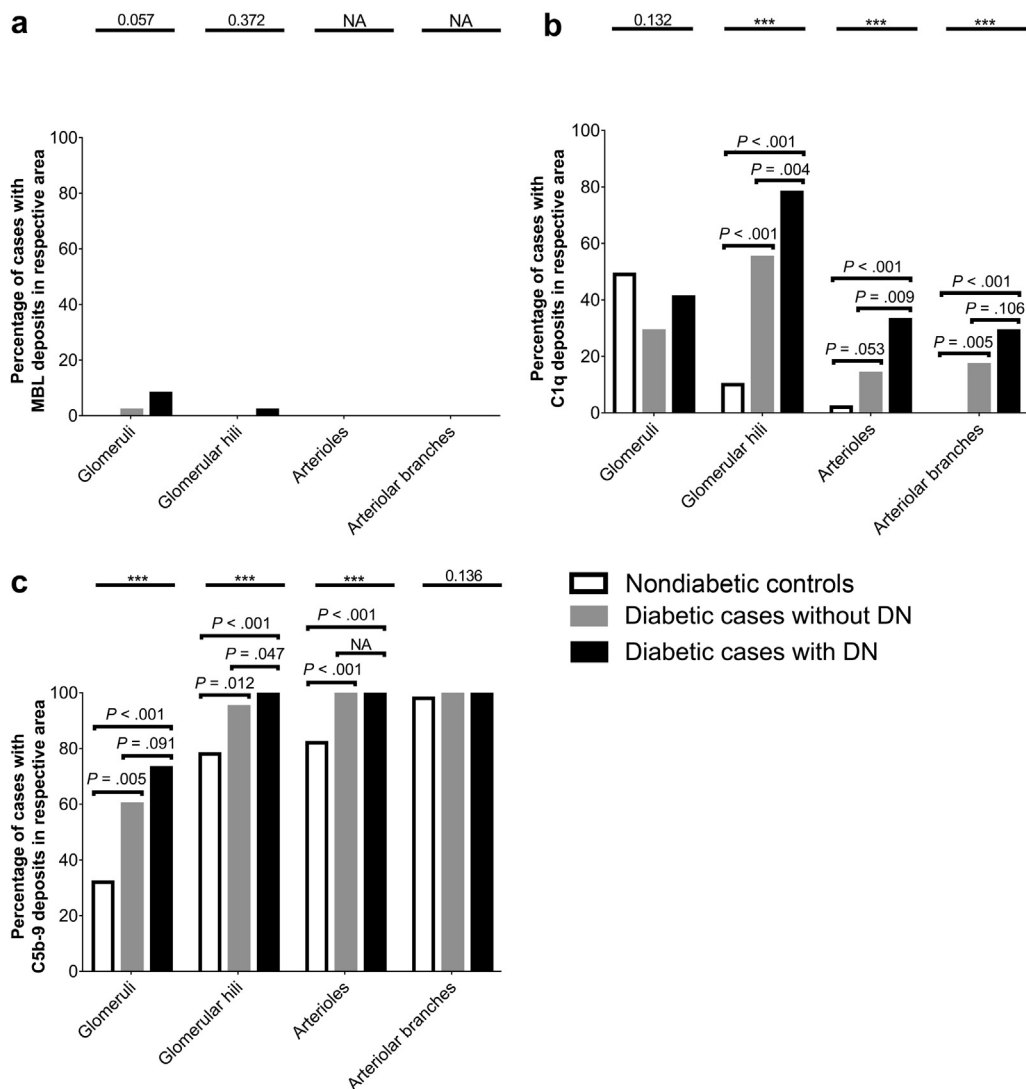 a
0.057
0.372
NA
NA
Percentage of cases with
MBL deposits in respective area
100
80
60
40
20
0
Glomeruli
Glomerular hili
Arterioles
Arteriolar branches
b
0.132
***
***
***
Percentage of cases with
C1q deposits in respective area
100
80
60
40
20
0
P < .001
P = .004
P < .001
P < .001
P = .009
P = .053
P < .001
P = .106
P = .005
Glomeruli
Glomerular hili
Arterioles
Arteriolar branches
c
***
***
***
0.136
Percentage of cases with
C5b-9 deposits in respective area
100
80
60
40
20
0
P < .001
P = .091
P = .005
P < .001
P = .047
P = .012
P < .001
NA
P < .001
Glomeruli
Glomerular hili
Arterioles
Arteriolar branches
Nondiabetic controls
Diabetic cases without DN
Diabetic cases with DN